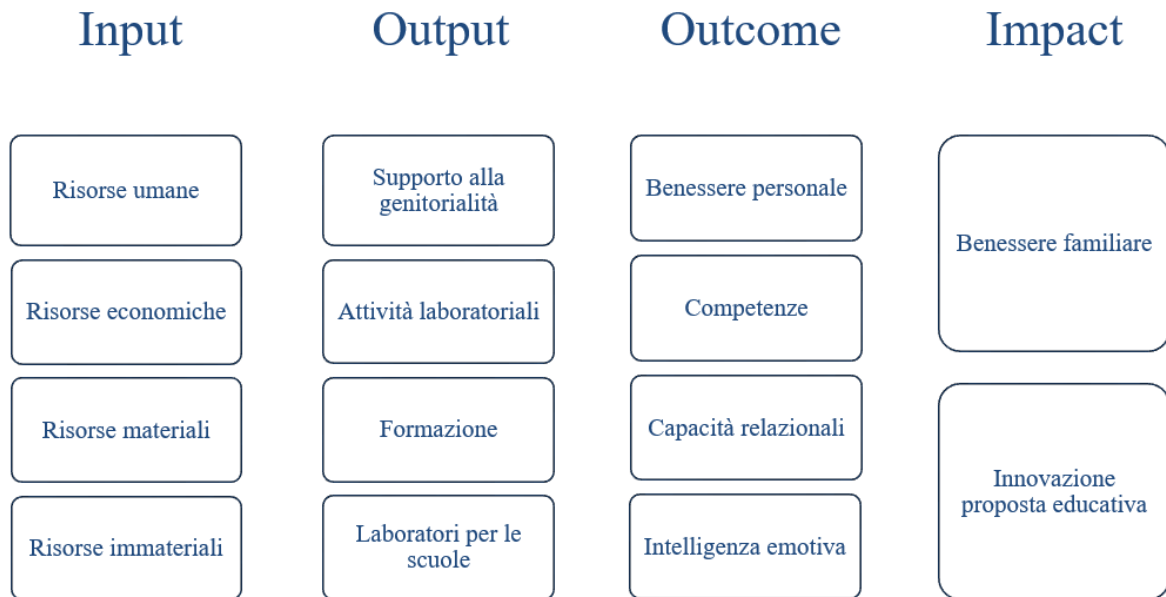 Input
Output
Outcome
Impact
Risorse umane
Risorse economiche
Risorse materiali
Risorse immateriali
Supporto alla
genitorialità
Attività laboratoriali
Formazione
Laboratori per le
scuole
Benessere personale
Competenze
Capacità relazionali
Intelligenza emotiva
Benessere familiare
Innovazione
proposta educativa